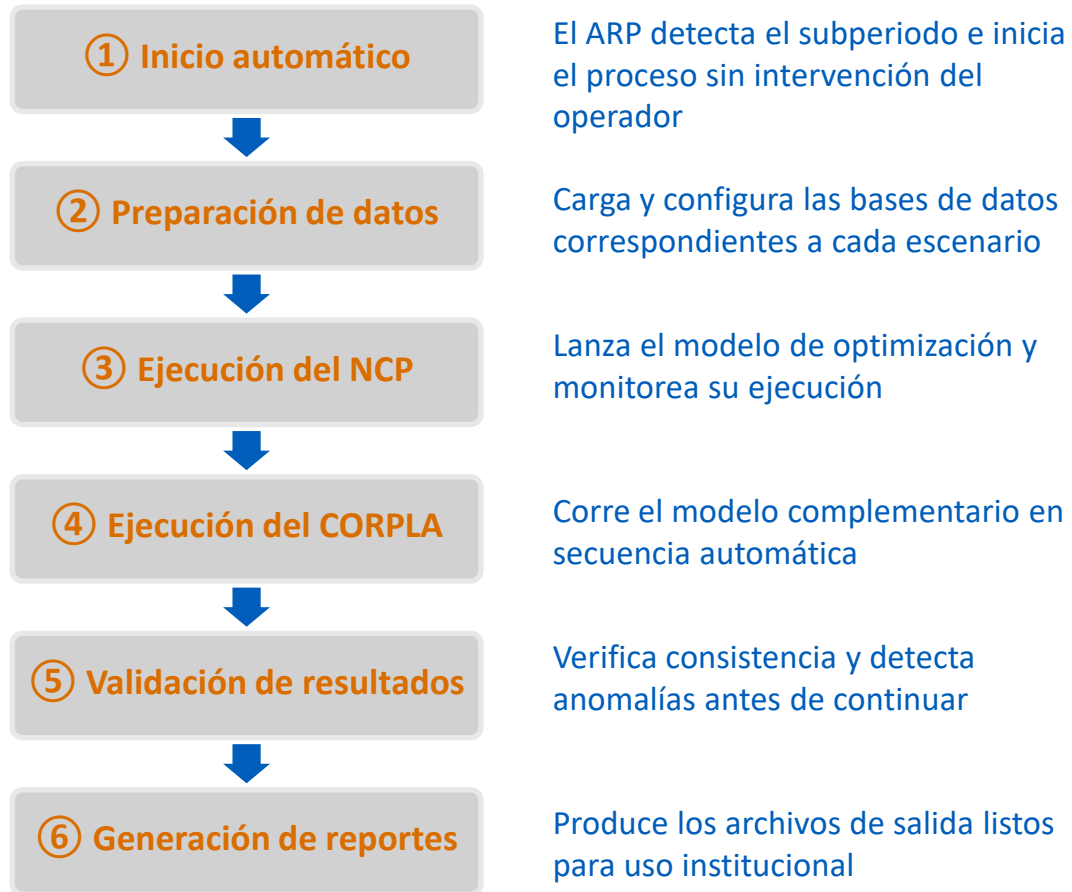 ① Inicio automático
El ARP detecta el subperiodo e inicia
el proceso sin intervención del
operador
② Preparación de datos
Carga y configura las bases de datos
correspondientes a cada escenario
③ Ejecución del NCP
Lanza el modelo de optimización y
monitorea su ejecución
④ Ejecución del CORPLA
Corre el modelo complementario en
secuencia automática
⑤ Validación de resultados
Verifica consistencia y detecta
anomalías antes de continuar
⑥ Generación de reportes
Produce los archivos de salida listos
para uso institucional